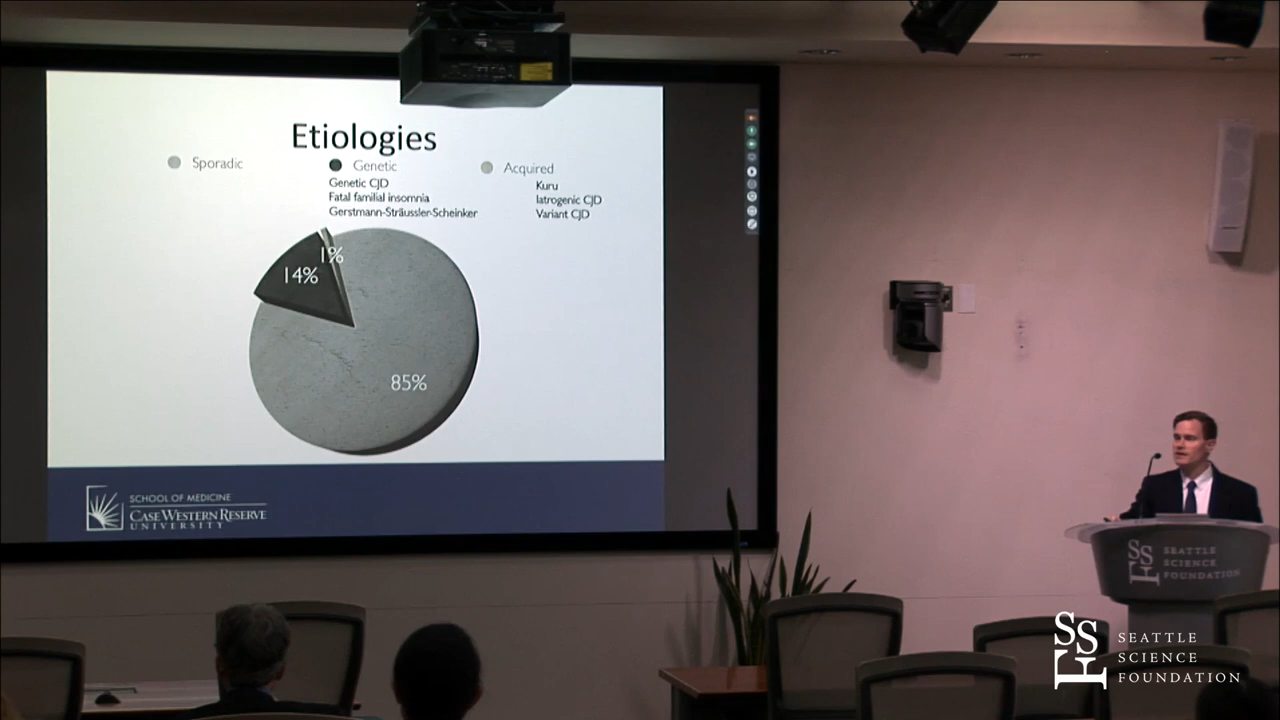 Etiologies
Sporadic
Genetic
Genetic CJD
Fatal familial insomnia
Gerstmann-Sträussler-Scheinker
Acquired
Kuru
Iatrogenic CJD
Variant CJD
1%
14%
85%
SCHOOL OF MEDICINE
CASE WESTERN RESERVE
UNIVERSITY
SSF
SEATTLE
SCIENCE
FOUNDATION
SSF
SEATTLE
SCIENCE
FOUNDATION